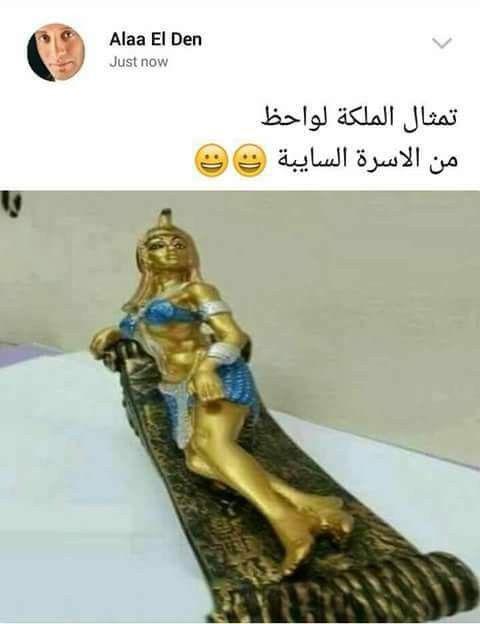 Alaa El Den
Just now
تمثال الملكة لواحظ
من الاسرة السايبة 😀😀